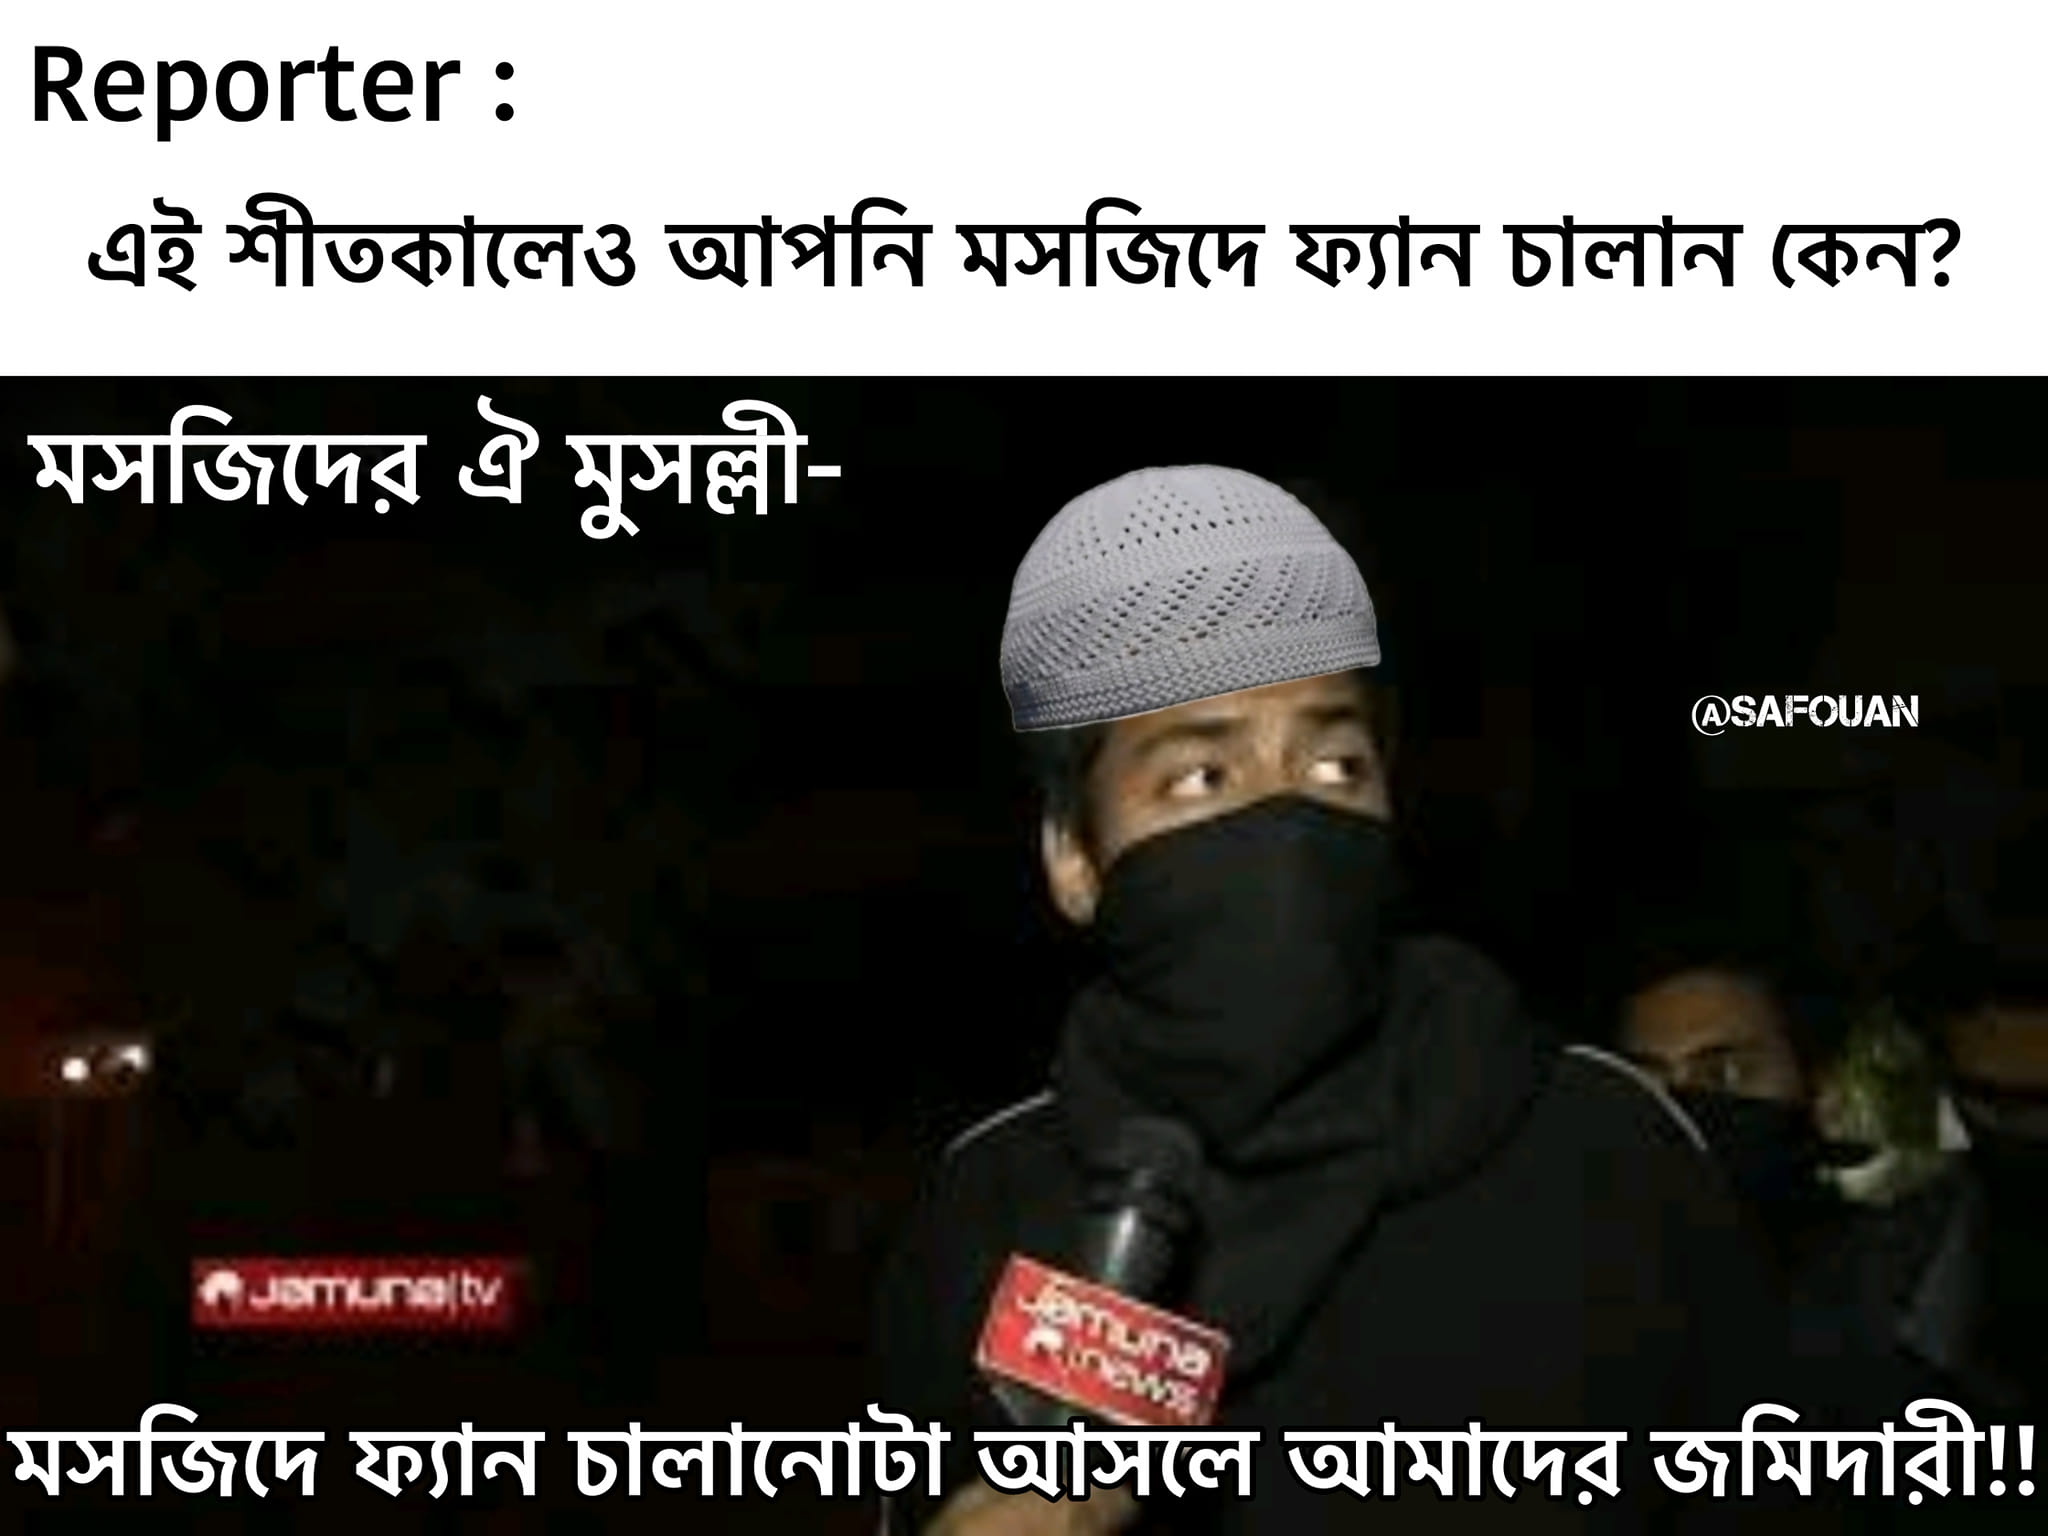 Reporter :
এই শীতকালেও আপনি মসজিদে ফ্যান চালান কেন?
মসজিদের ঐ মুসল্লী-
@SAFOUAN
Jamuna|tv
Jamuna
news
মসজিদে ফ্যান চালানোটা আসলে আমাদের জমিদারী!!